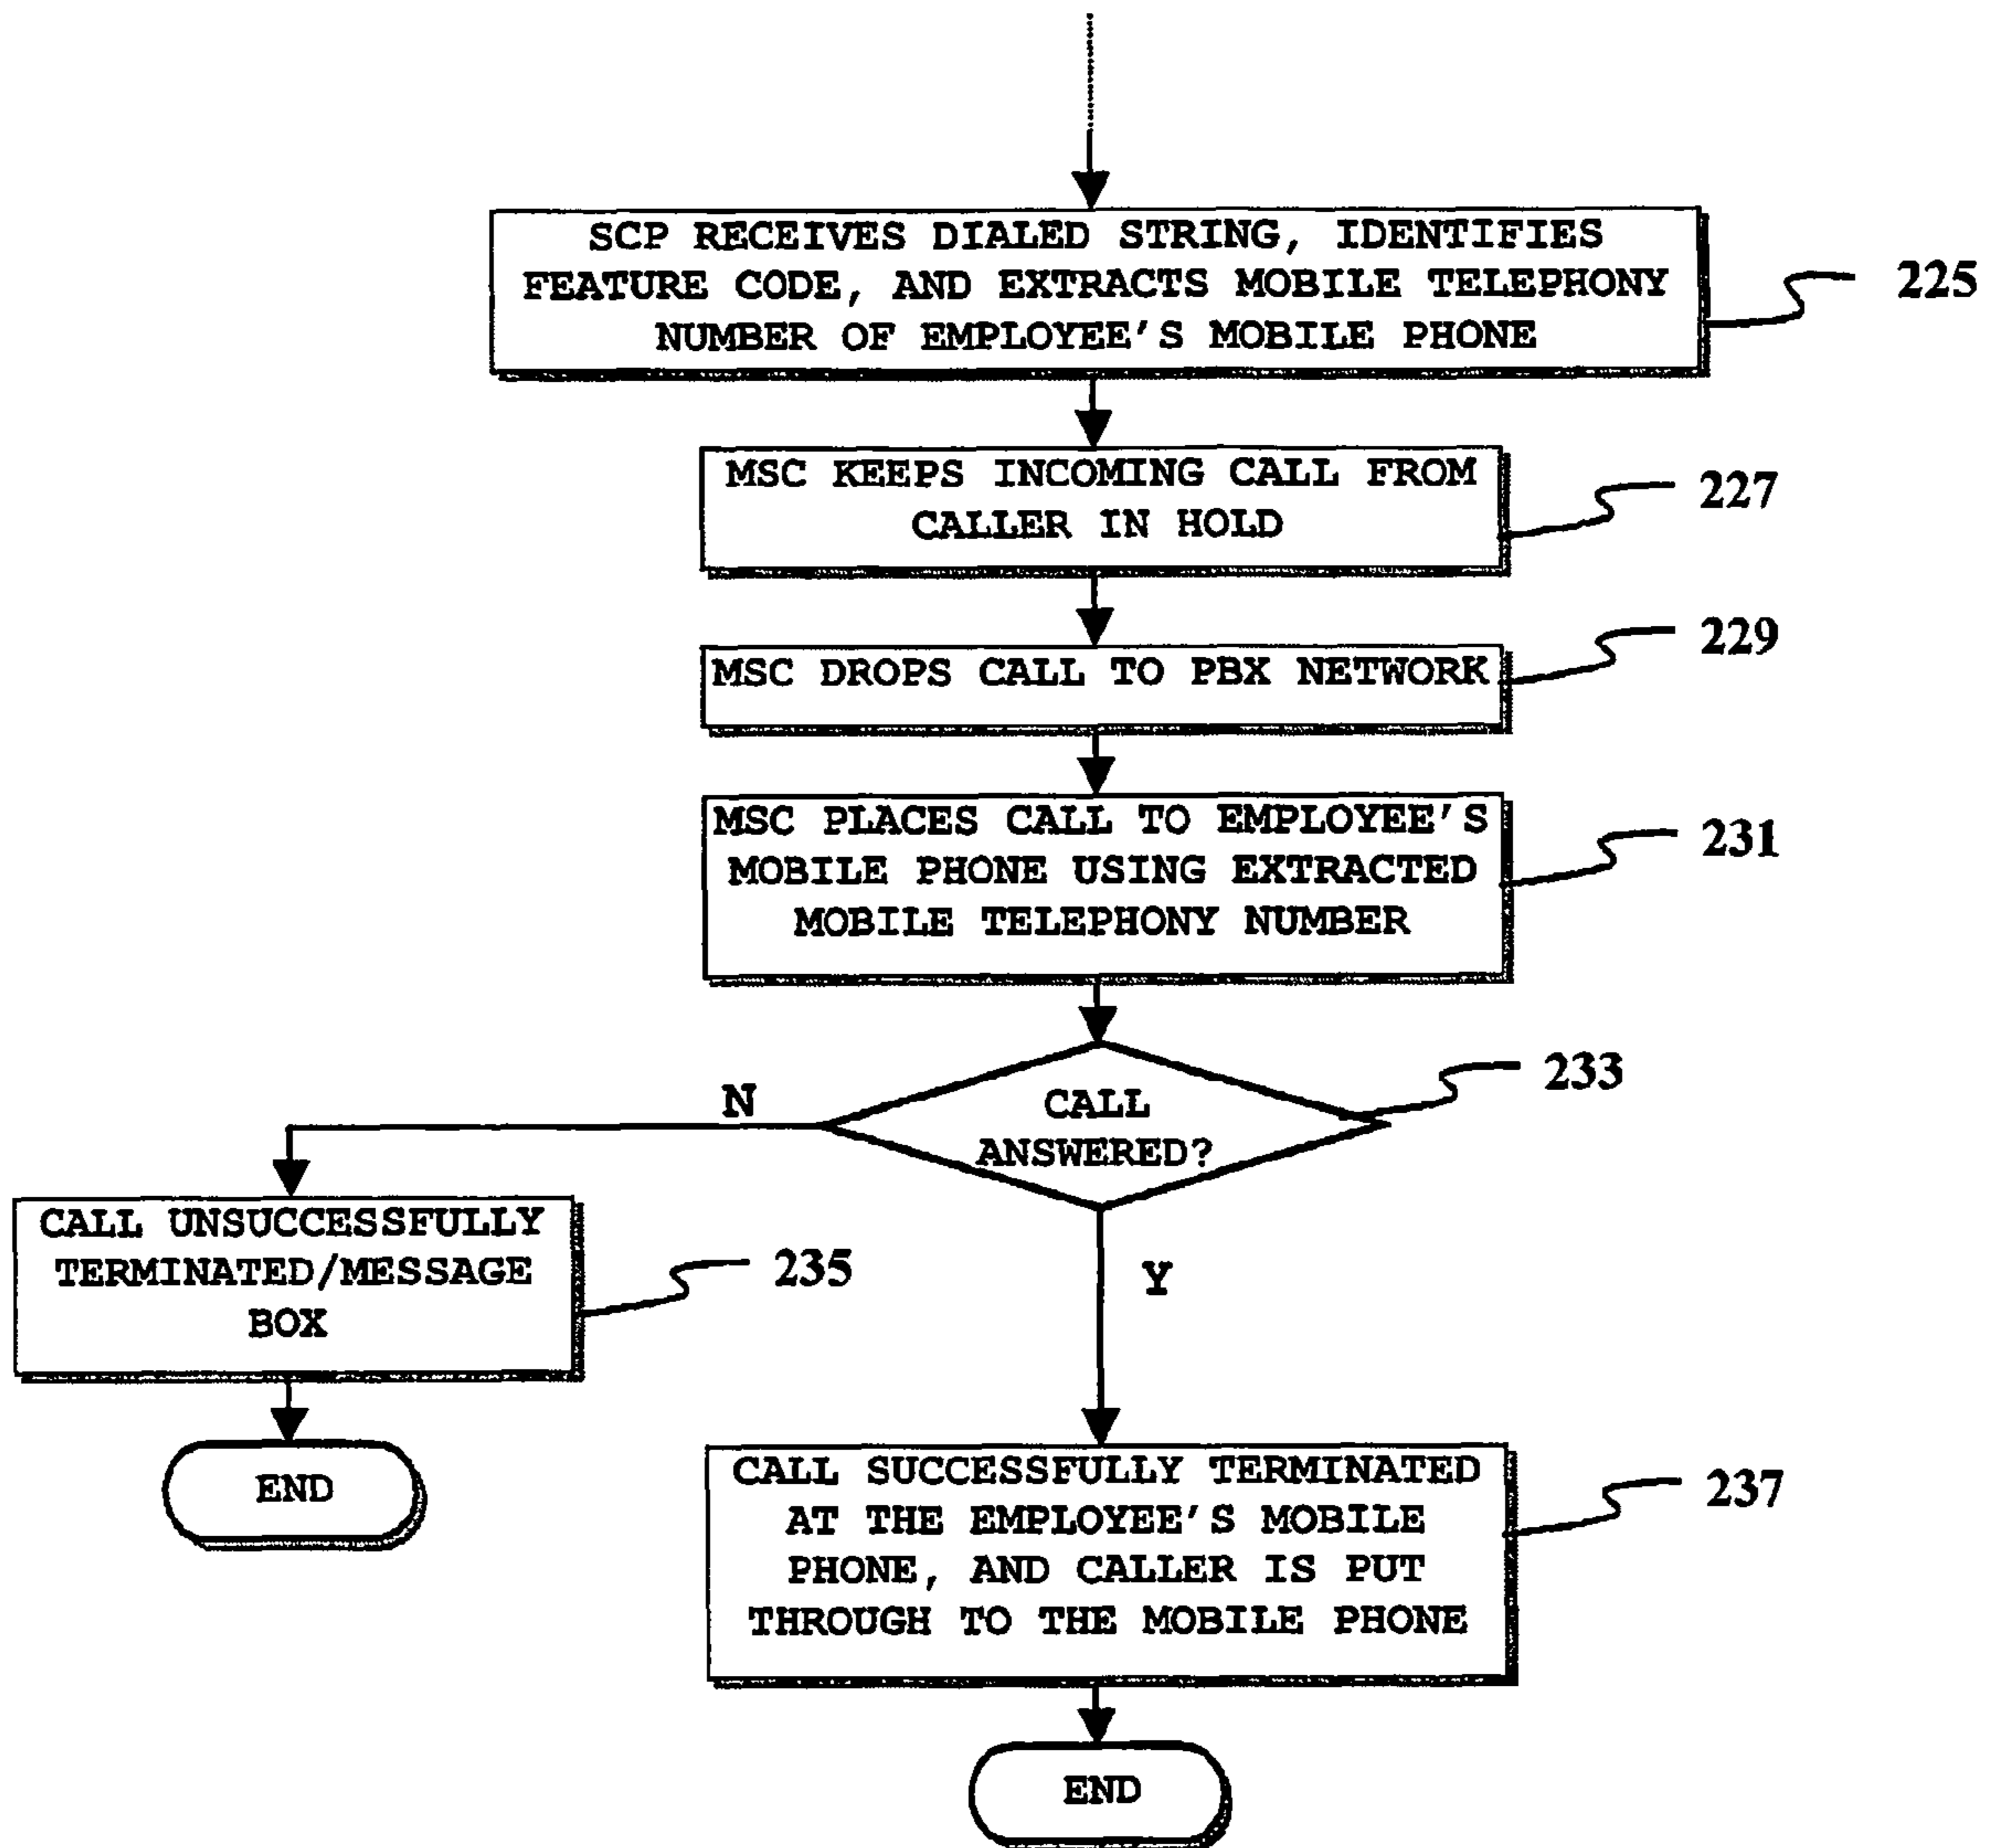 SCP RECEIVES DIALED STRING, IDENTIFIES
FEATURE CODE, AND EXTRACTS MOBILE TELEPHONY
NUMBER OF EMPLOYEE'S MOBILE PHONE
225
MSC KEEPS INCOMING CALL FROM
CALLER IN HOLD
227
MSC DROPS CALL TO PBX NETWORK
229
MSC PLACES CALL TO EMPLOYEE'S
MOBILE PHONE USING EXTRACTED
MOBILE TELEPHONY NUMBER
231
CALL
ANSWERED?
233
N
CALL UNSUCCESSFULLY
TERMINATED/MESSAGE
BOX
235
Y
END
CALL SUCCESSFULLY TERMINATED
AT THE EMPLOYEE'S MOBILE
PHONE, AND CALLER IS PUT
THROUGH TO THE MOBILE PHONE
237
END